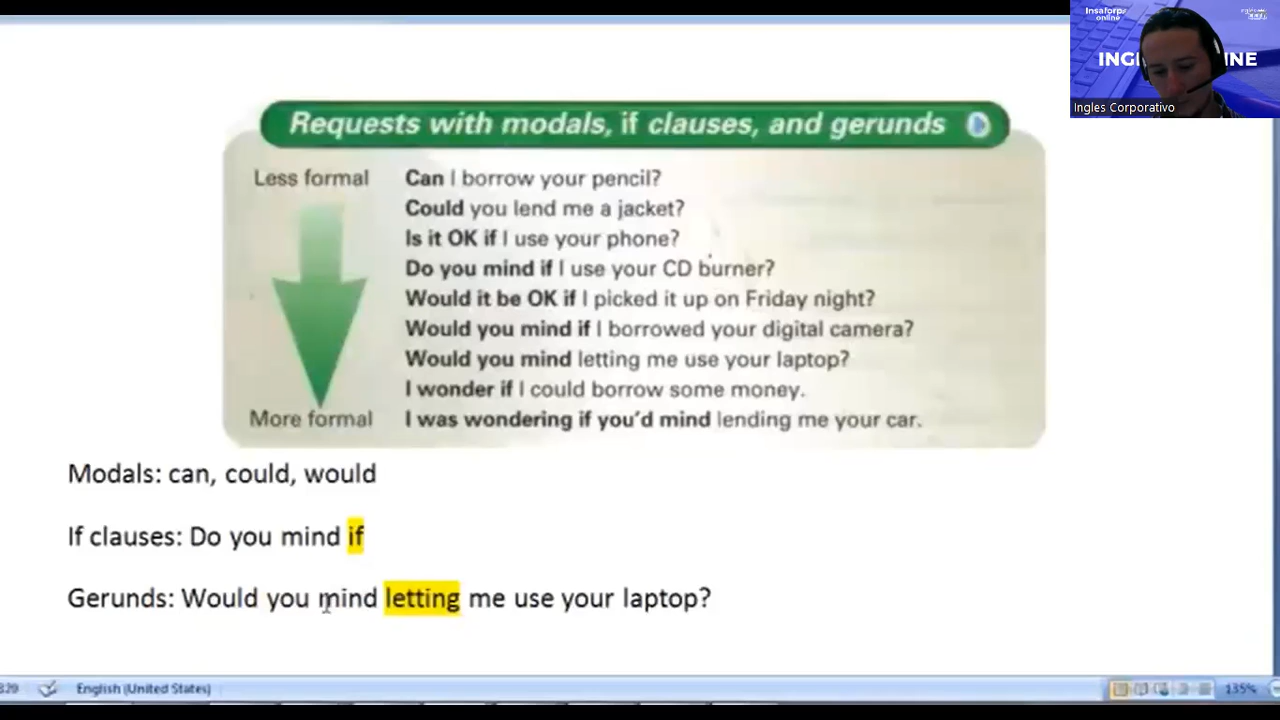 Insaforp
online
INGL INE
Ingles Corporativo
Requests with modals, if clauses, and gerunds
Less formal
Can I borrow your pencil?
Could you lend me a jacket?
Is it OK if I use your phone?
Do you mind if I use your CD burner?
Would it be OK if I picked it up on Friday night?
Would you mind if I borrowed your digital camera?
Would you mind letting me use your laptop?
I wonder if I could borrow some money.
More formal
I was wondering if you'd mind lending me your car.
Modals: can, could, would
If clauses: Do you mind if
Gerunds: Would you mind letting me use your laptop?
English (United States)
135%